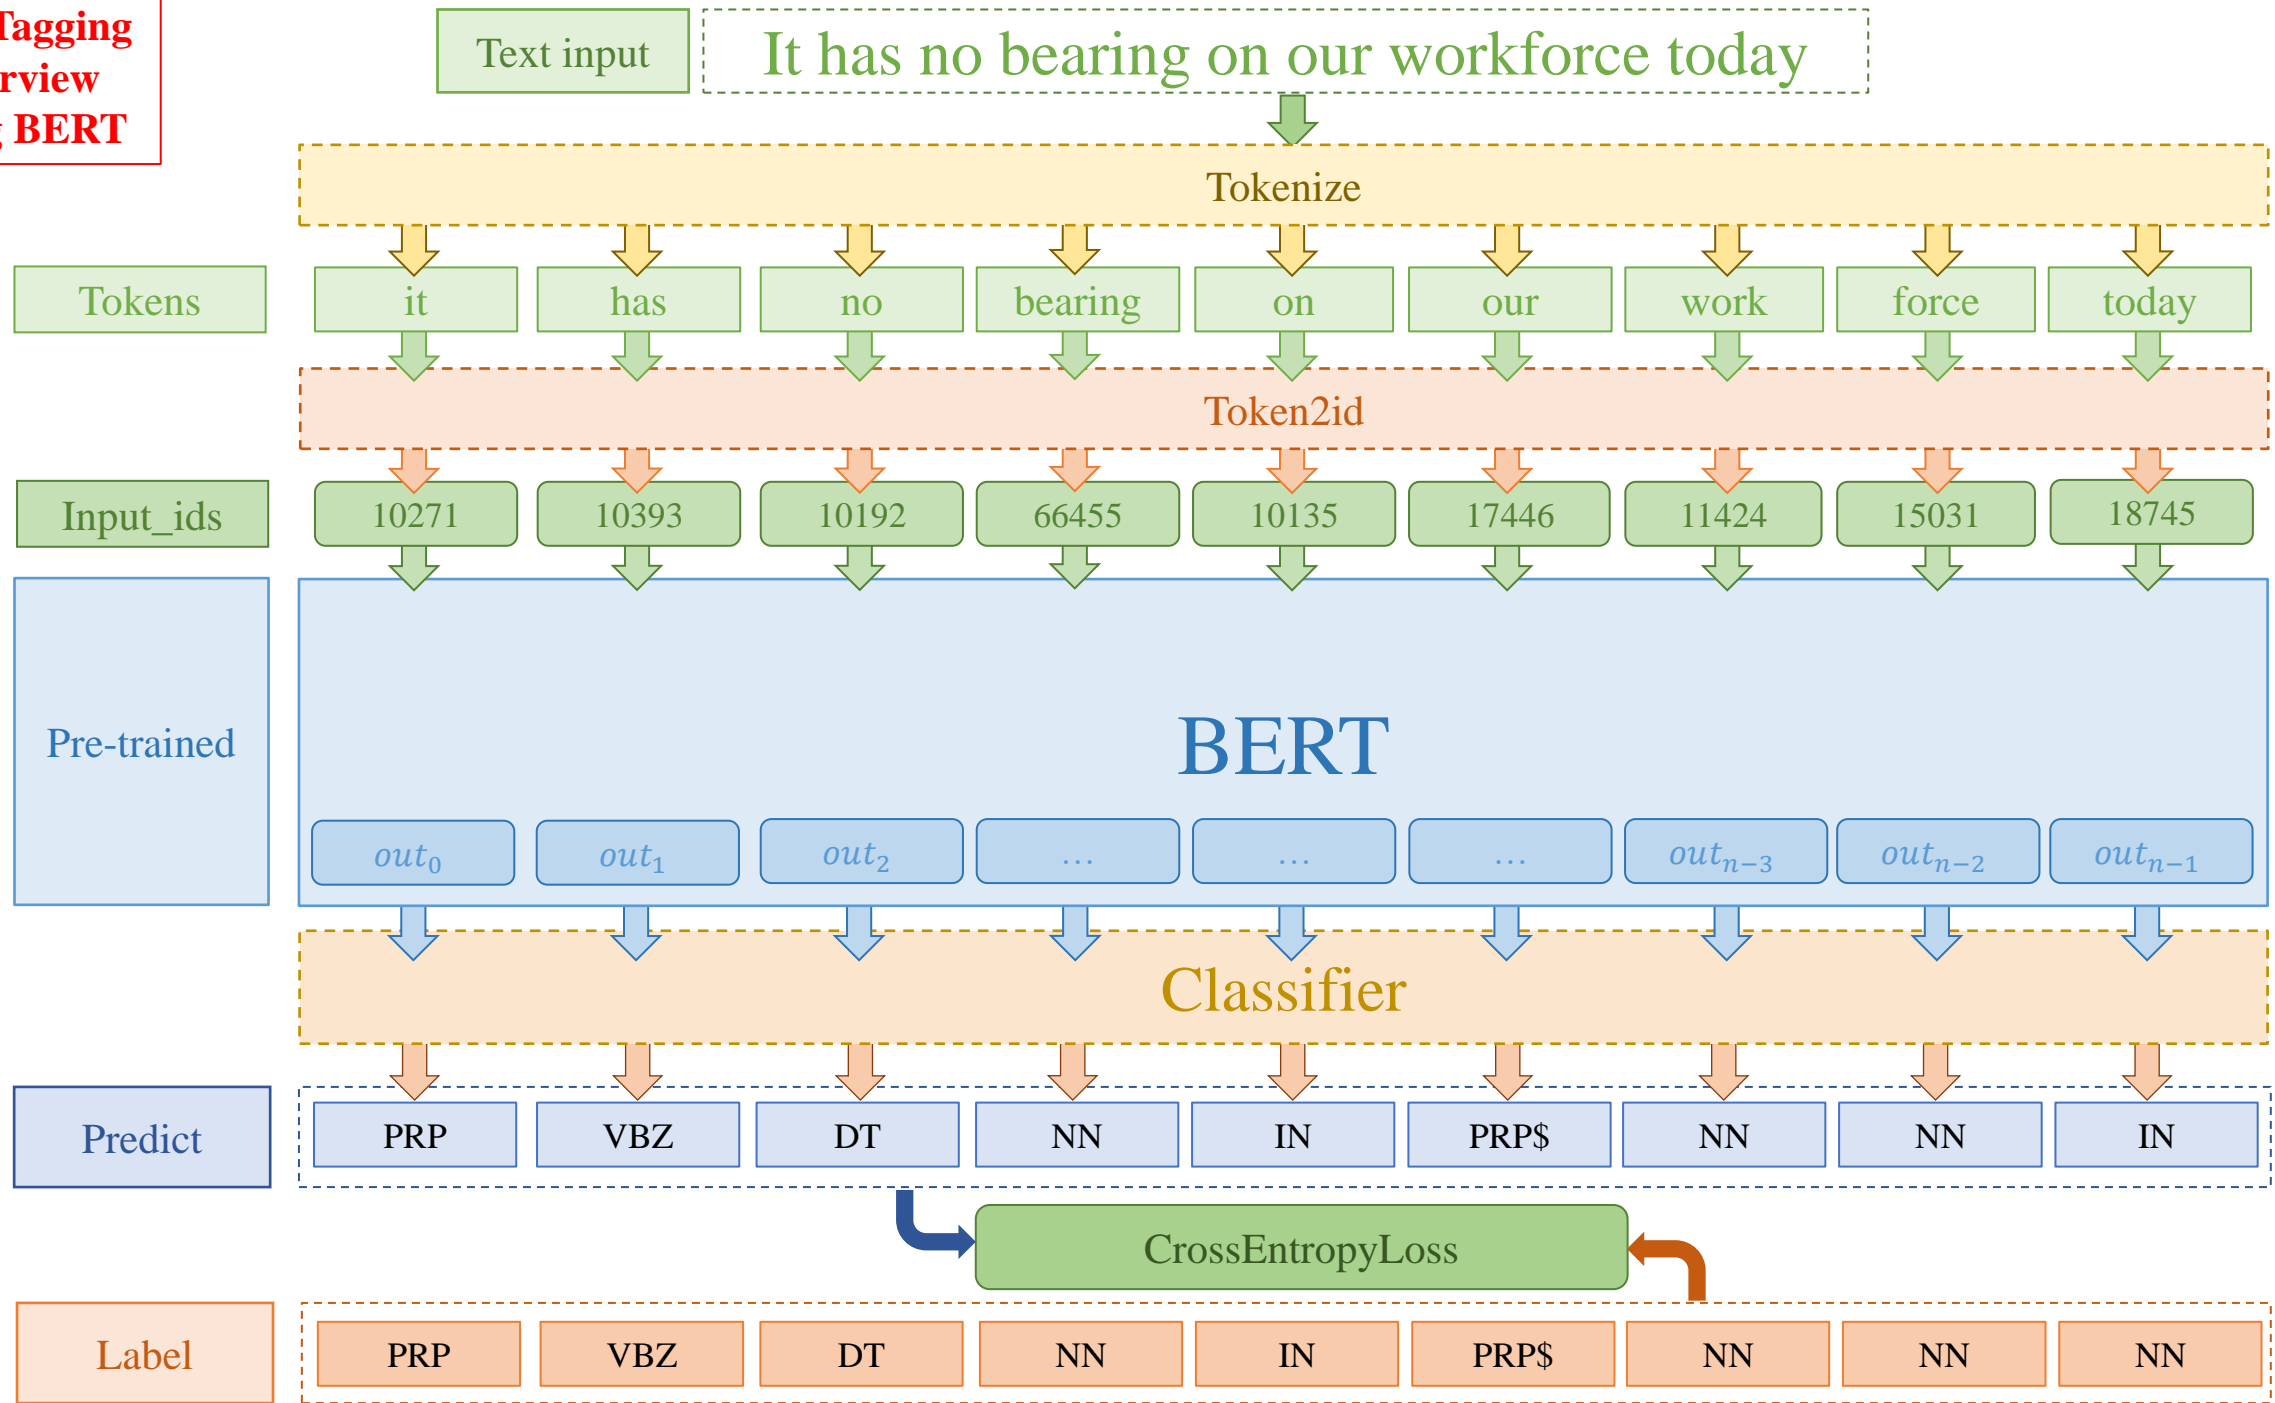 Tagging
rview
BERT
Text input
It has no bearing on our workforce today
Tokenize
Tokens it has no bearing on our work force today
Token2id
Input_ids 10271 10393 10192 66455 10135 17446 11424 15031 18745
Pre-trained
BERT
out₀ out₁ out₂ … … … outₙ₋₃ outₙ₋₂ outₙ₋₁
Classifier
Predict PRP VBZ DT NN IN PRP$ NN NN IN
CrossEntropyLoss
Label PRP VBZ DT NN IN PRP$ NN NN NN